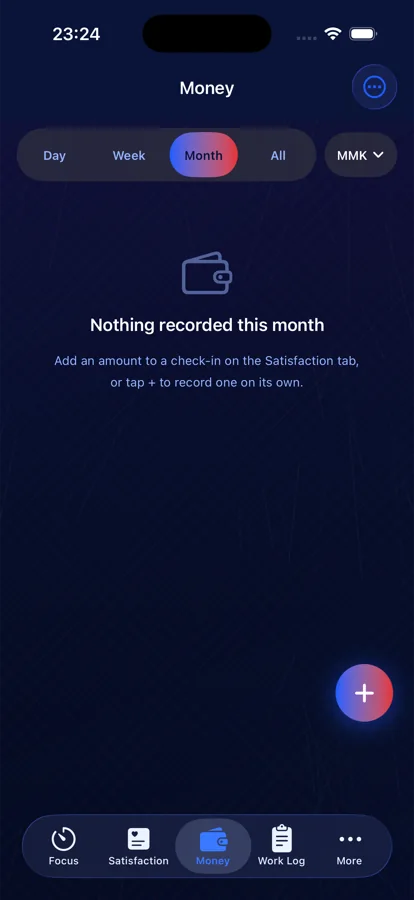 23:24
Money
Day Week Month All MMK
Nothing recorded this month
Add an amount to a check-in on the Satisfaction tab,
or tap + to record one on its own.
Focus Satisfaction Money Work Log More